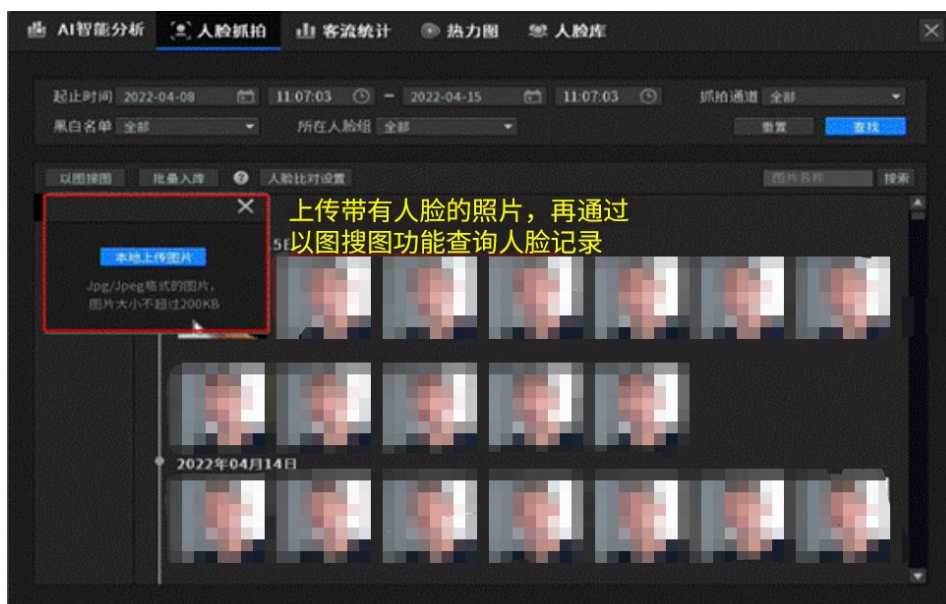 AI智能分析 人脸抓拍 客流统计 热力图 人脸库
起止时间 2022-04-08 11:07:03 - 2022-04-15 11:07:03 抓拍通道 全部
黑白名单 全部 所在人脸组 全部 重置 查找
以图搜图 批量入库 人脸比对设置 图片名称 搜索
上传带有人脸的照片，再通过
以图搜图功能查询人脸记录
5日
本地上传图片
Jpg/Jpeg格式的图片，
图片大小不超过200KB
2022年04月14日